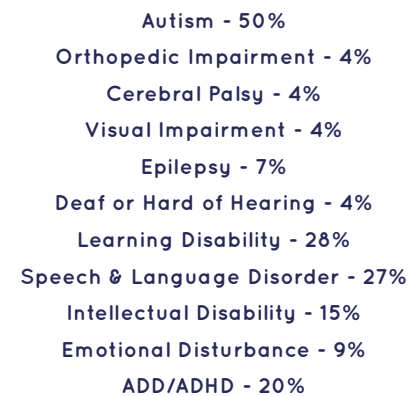 Autism - 50%
Orthopedic Impairment - 4%
Cerebral Palsy - 4%
Visual Impairment - 4%
Epilepsy - 7%
Deaf or Hard of Hearing - 4%
Learning Disability - 28%
Speech & Language Disorder - 27%
Intellectual Disability - 15%
Emotional Disturbance - 9%
ADD/ADHD - 20%